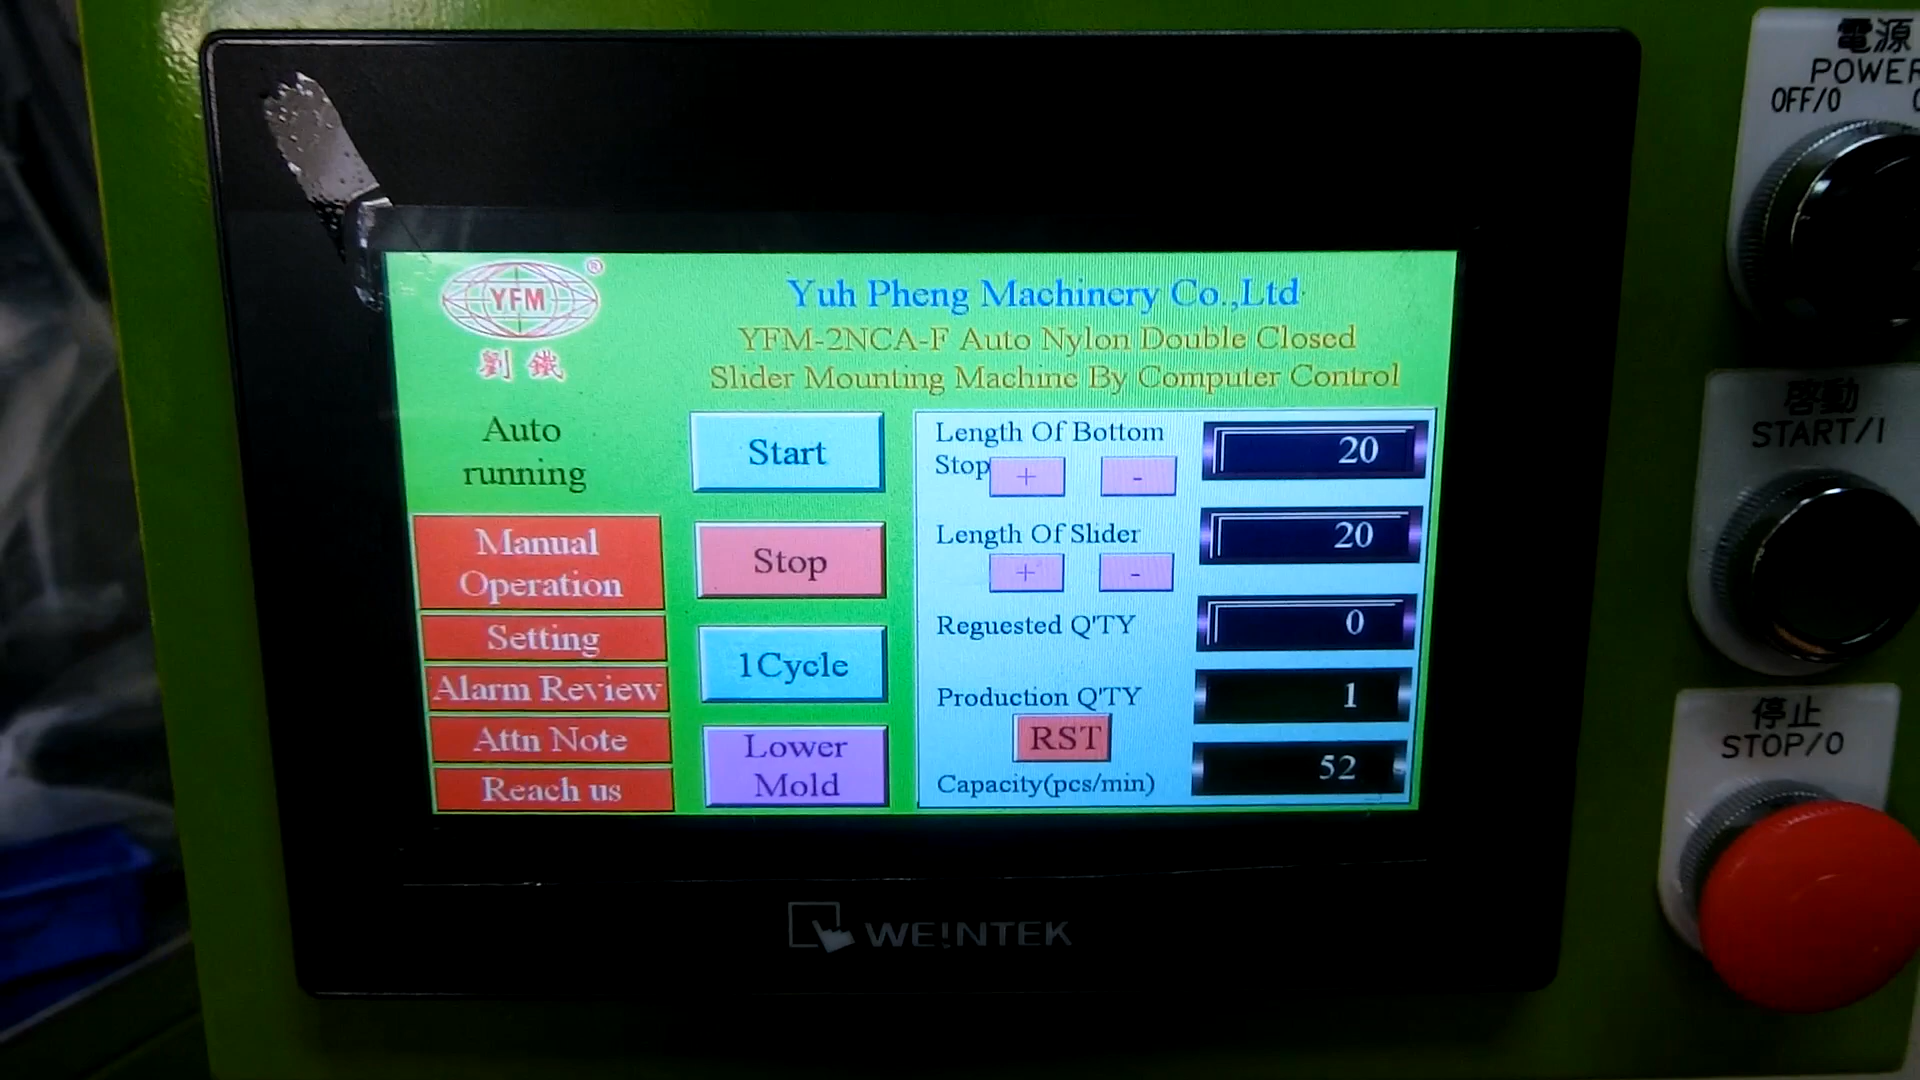 電源
POWER
OFF/0
YFM
®
劉鐵
Yuh Pheng Machinery Co.,Ltd
YFM-2NCA-F Auto Nylon Double Closed
Slider Mounting Machine By Computer Control
Auto
running
Manual
Operation
Setting
Alarm Review
Attn Note
Reach us
Start
Stop
1Cycle
Lower
Mold
Length Of Bottom
Stop
+ -
20
Length Of Slider
+ -
20
Reguested Q'TY
0
Production Q'TY
1
RST
Capacity(pcs/min)
52
啓動
START/I
停止
STOP/0
WE!NTEK